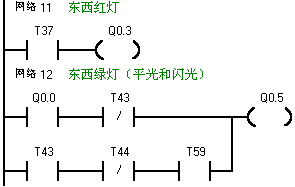 网络 11 东西红灯
T37 Q0.3
网络 12 东西绿灯（平光和闪光）
Q0.0 T43 Q0.5
T43 T44 T59